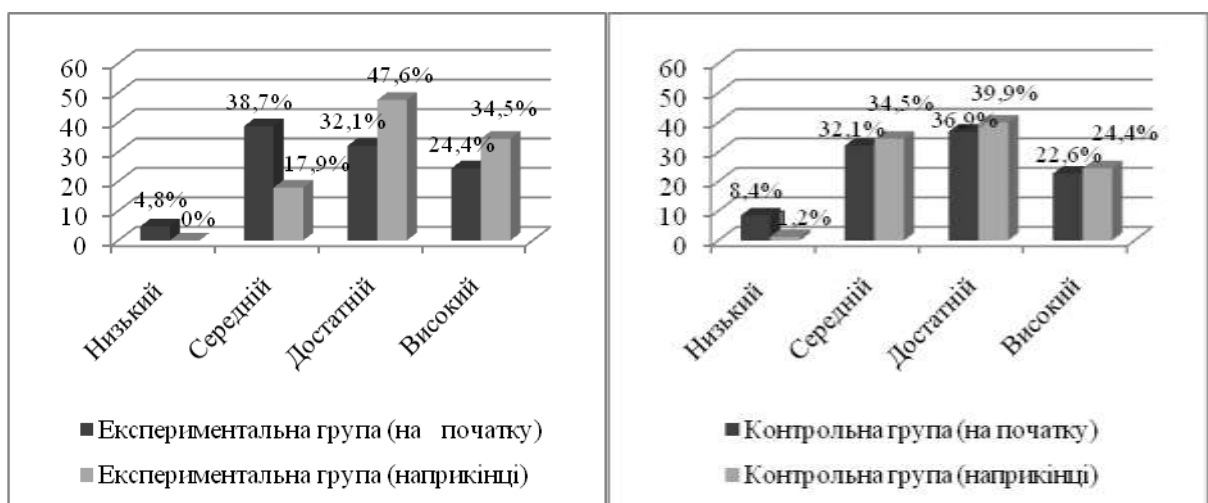 60
50
40
30
20
10
0
4,8%
0%
38,7%
17,9%
32,1%
47,6%
24,4%
34,5%
Низький
Середній
Достатній
Високий
Експериментальна група (на початку)
Експериментальна група (наприкінці)
60
50
40
30
20
10
0
8,4%
1,2%
32,1%
34,5%
36,9%
39,9%
22,6%
24,4%
Низький
Середній
Достатній
Високий
Контрольна група (на початку)
Контрольна група (наприкінці)